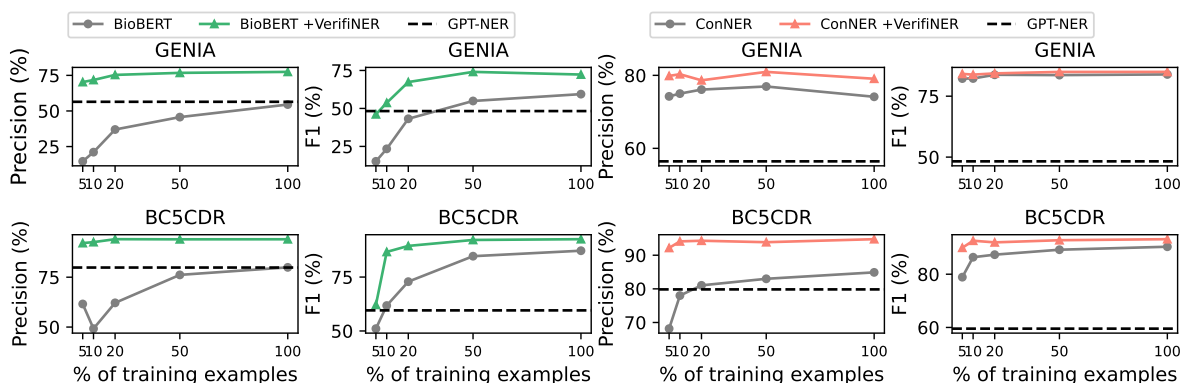 BioBERT BioBERT +VerifiNER GPT-NER
ConNER ConNER +VerifiNER GPT-NER
GENIA GENIA GENIA GENIA
Precision (%)
75
50
25
5 10 20 50 100
F1 (%)
75
50
25
5 10 20 50 100
Precision (%)
80
60
5 10 20 50 100
F1 (%)
75
50
5 10 20 50 100
BC5CDR BC5CDR BC5CDR BC5CDR
Precision (%)
75
50
5 10 20 50 100
F1 (%)
75
50
5 10 20 50 100
Precision (%)
90
80
70
5 10 20 50 100
F1 (%)
80
60
5 10 20 50 100
% of training examples % of training examples % of training examples % of training examples